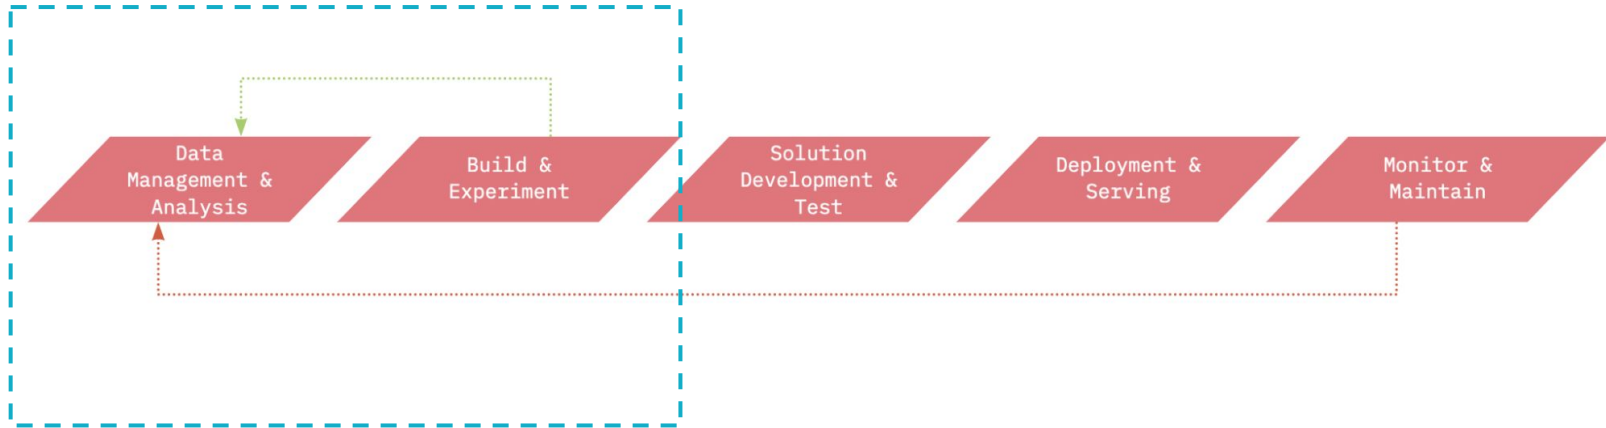 Data
Management &
Analysis
Build &
Experiment
Solution
Development &
Test
Deployment &
Serving
Monitor &
Maintain